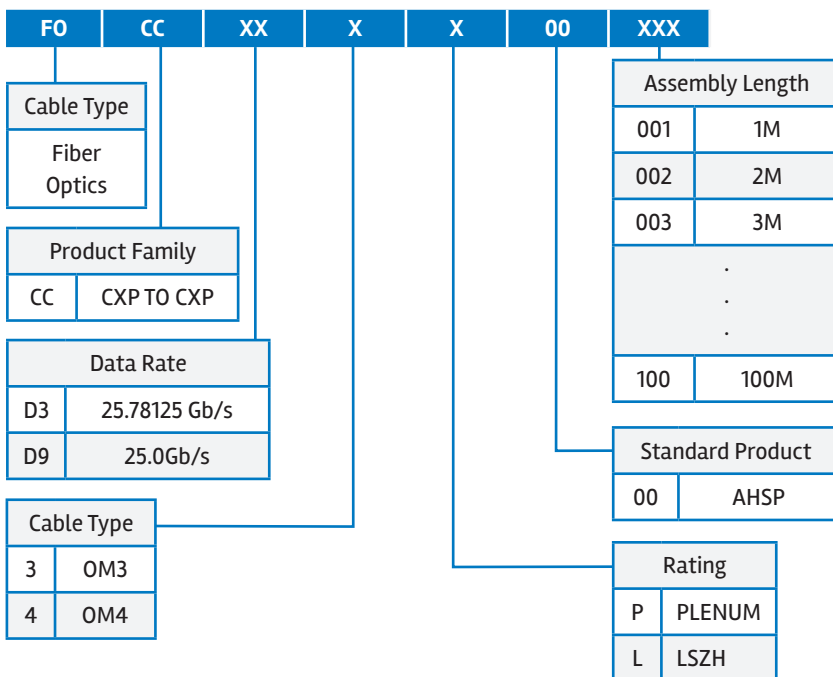 FO CC XX X X 00 XXX
Cable Type
Fiber
Optics
Product Family
CC CXP TO CXP
Data Rate
D3 25.78125 Gb/s
D9 25.0Gb/s
Cable Type
3 OM3
4 OM4
Assembly Length
001 1M
002 2M
003 3M
.
.
.
100 100M
Standard Product
00 AHSP
Rating
P PLENUM
L LSZH